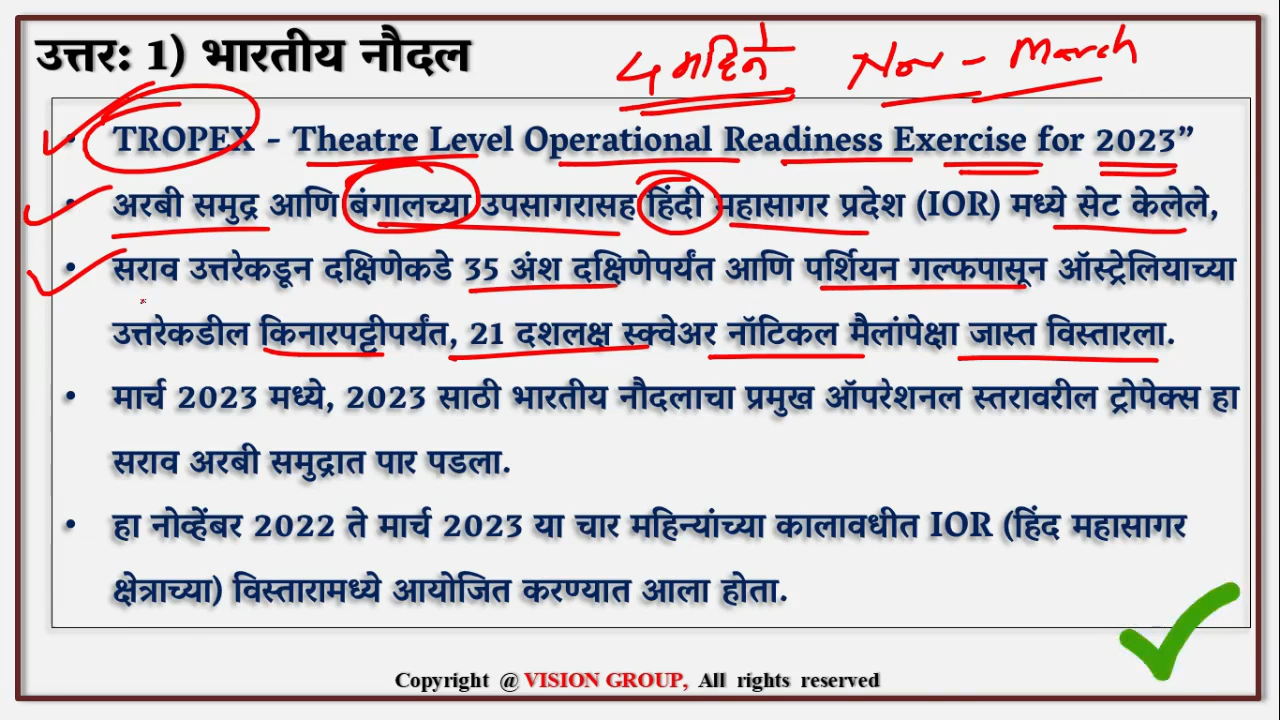 उत्तर: 1) भारतीय नौदल
4 महिने Nov - March
• TROPEX - Theatre Level Operational Readiness Exercise for 2023”
• अरबी समुद्र आणि बंगालच्या उपसागरासह हिंदी महासागर प्रदेश (IOR) मध्ये सेट केलेले,
• सराव उत्तरेकडून दक्षिणेकडे 35 अंश दक्षिणेपर्यंत आणि पर्शियन गल्फपासून ऑस्ट्रेलियाच्या
उत्तरेकडील किनारपट्टीपर्यंत, 21 दशलक्ष स्क्वेअर नॉटिकल मैलांपेक्षा जास्त विस्तारला.
• मार्च 2023 मध्ये, 2023 साठी भारतीय नौदलाचा प्रमुख ऑपरेशनल स्तरावरील ट्रोपेक्स हा
सराव अरबी समुद्रात पार पडला.
• हा नोव्हेंबर 2022 ते मार्च 2023 या चार महिन्यांच्या कालावधीत IOR (हिंद महासागर
क्षेत्राच्या) विस्तारामध्ये आयोजित करण्यात आला होता.
Copyright @ VISION GROUP, All rights reserved